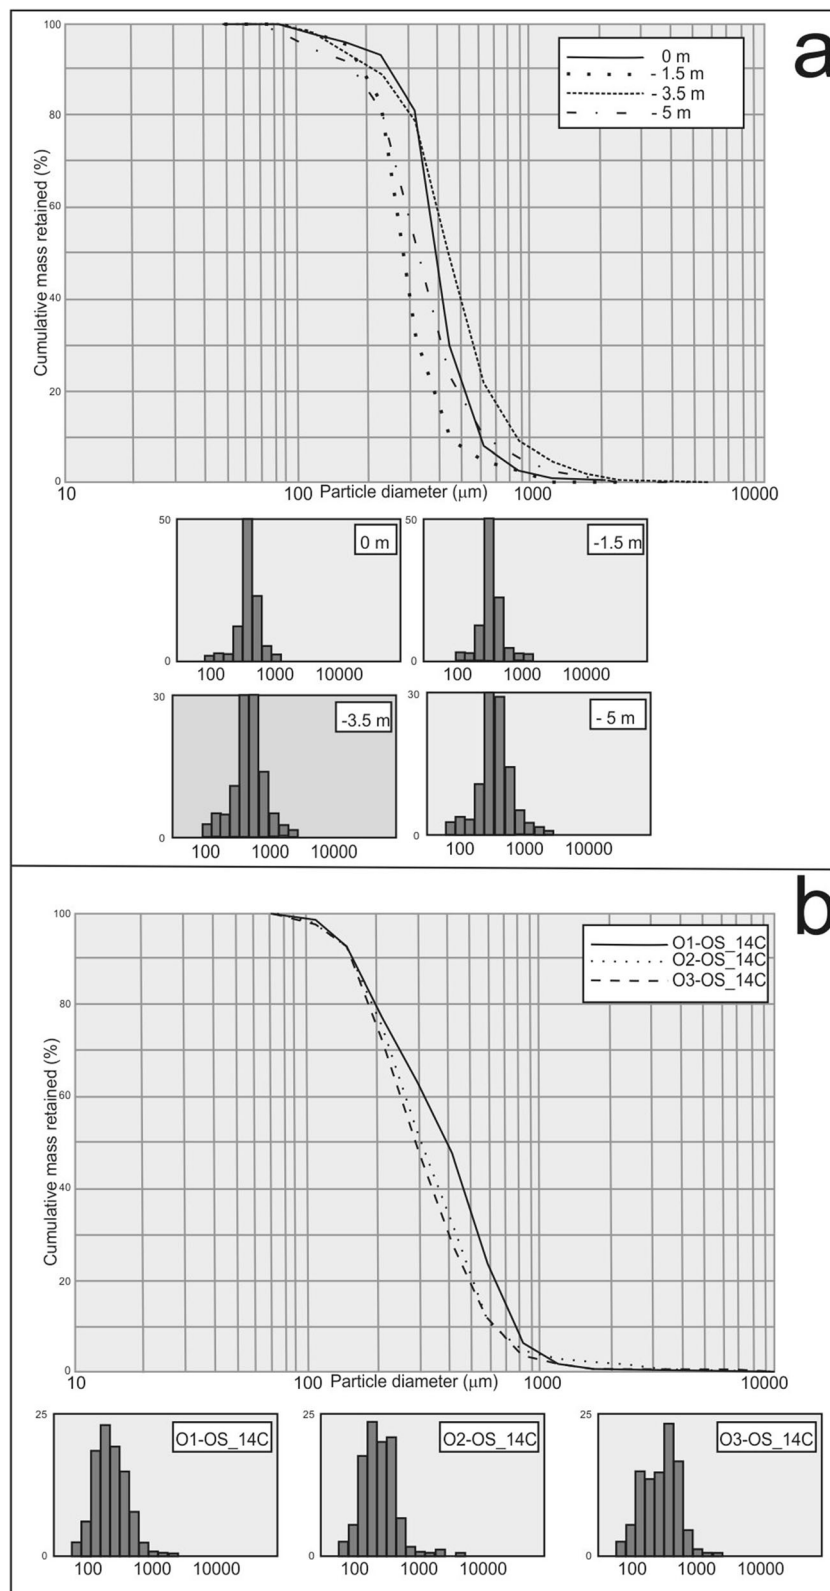 a
100
80
60
40
20
0
Cumulative mass retained (%)
0 m
- 1.5 m
- 3.5 m
- 5 m
10
100
1000
10000
Particle diameter (µm)
50
0
0 m
100 1000 10000
50
0
-1.5 m
100 1000 10000
30
0
-3.5 m
100 1000 10000
30
0
- 5 m
100 1000 10000
b
100
80
60
40
20
0
Cumulative mass retained (%)
O1-OS_14C
O2-OS_14C
O3-OS_14C
10
100
1000
10000
Particle diameter (µm)
25
0
O1-OS_14C
100 1000 10000
25
0
O2-OS_14C
100 1000 10000
25
0
O3-OS_14C
100 1000 10000